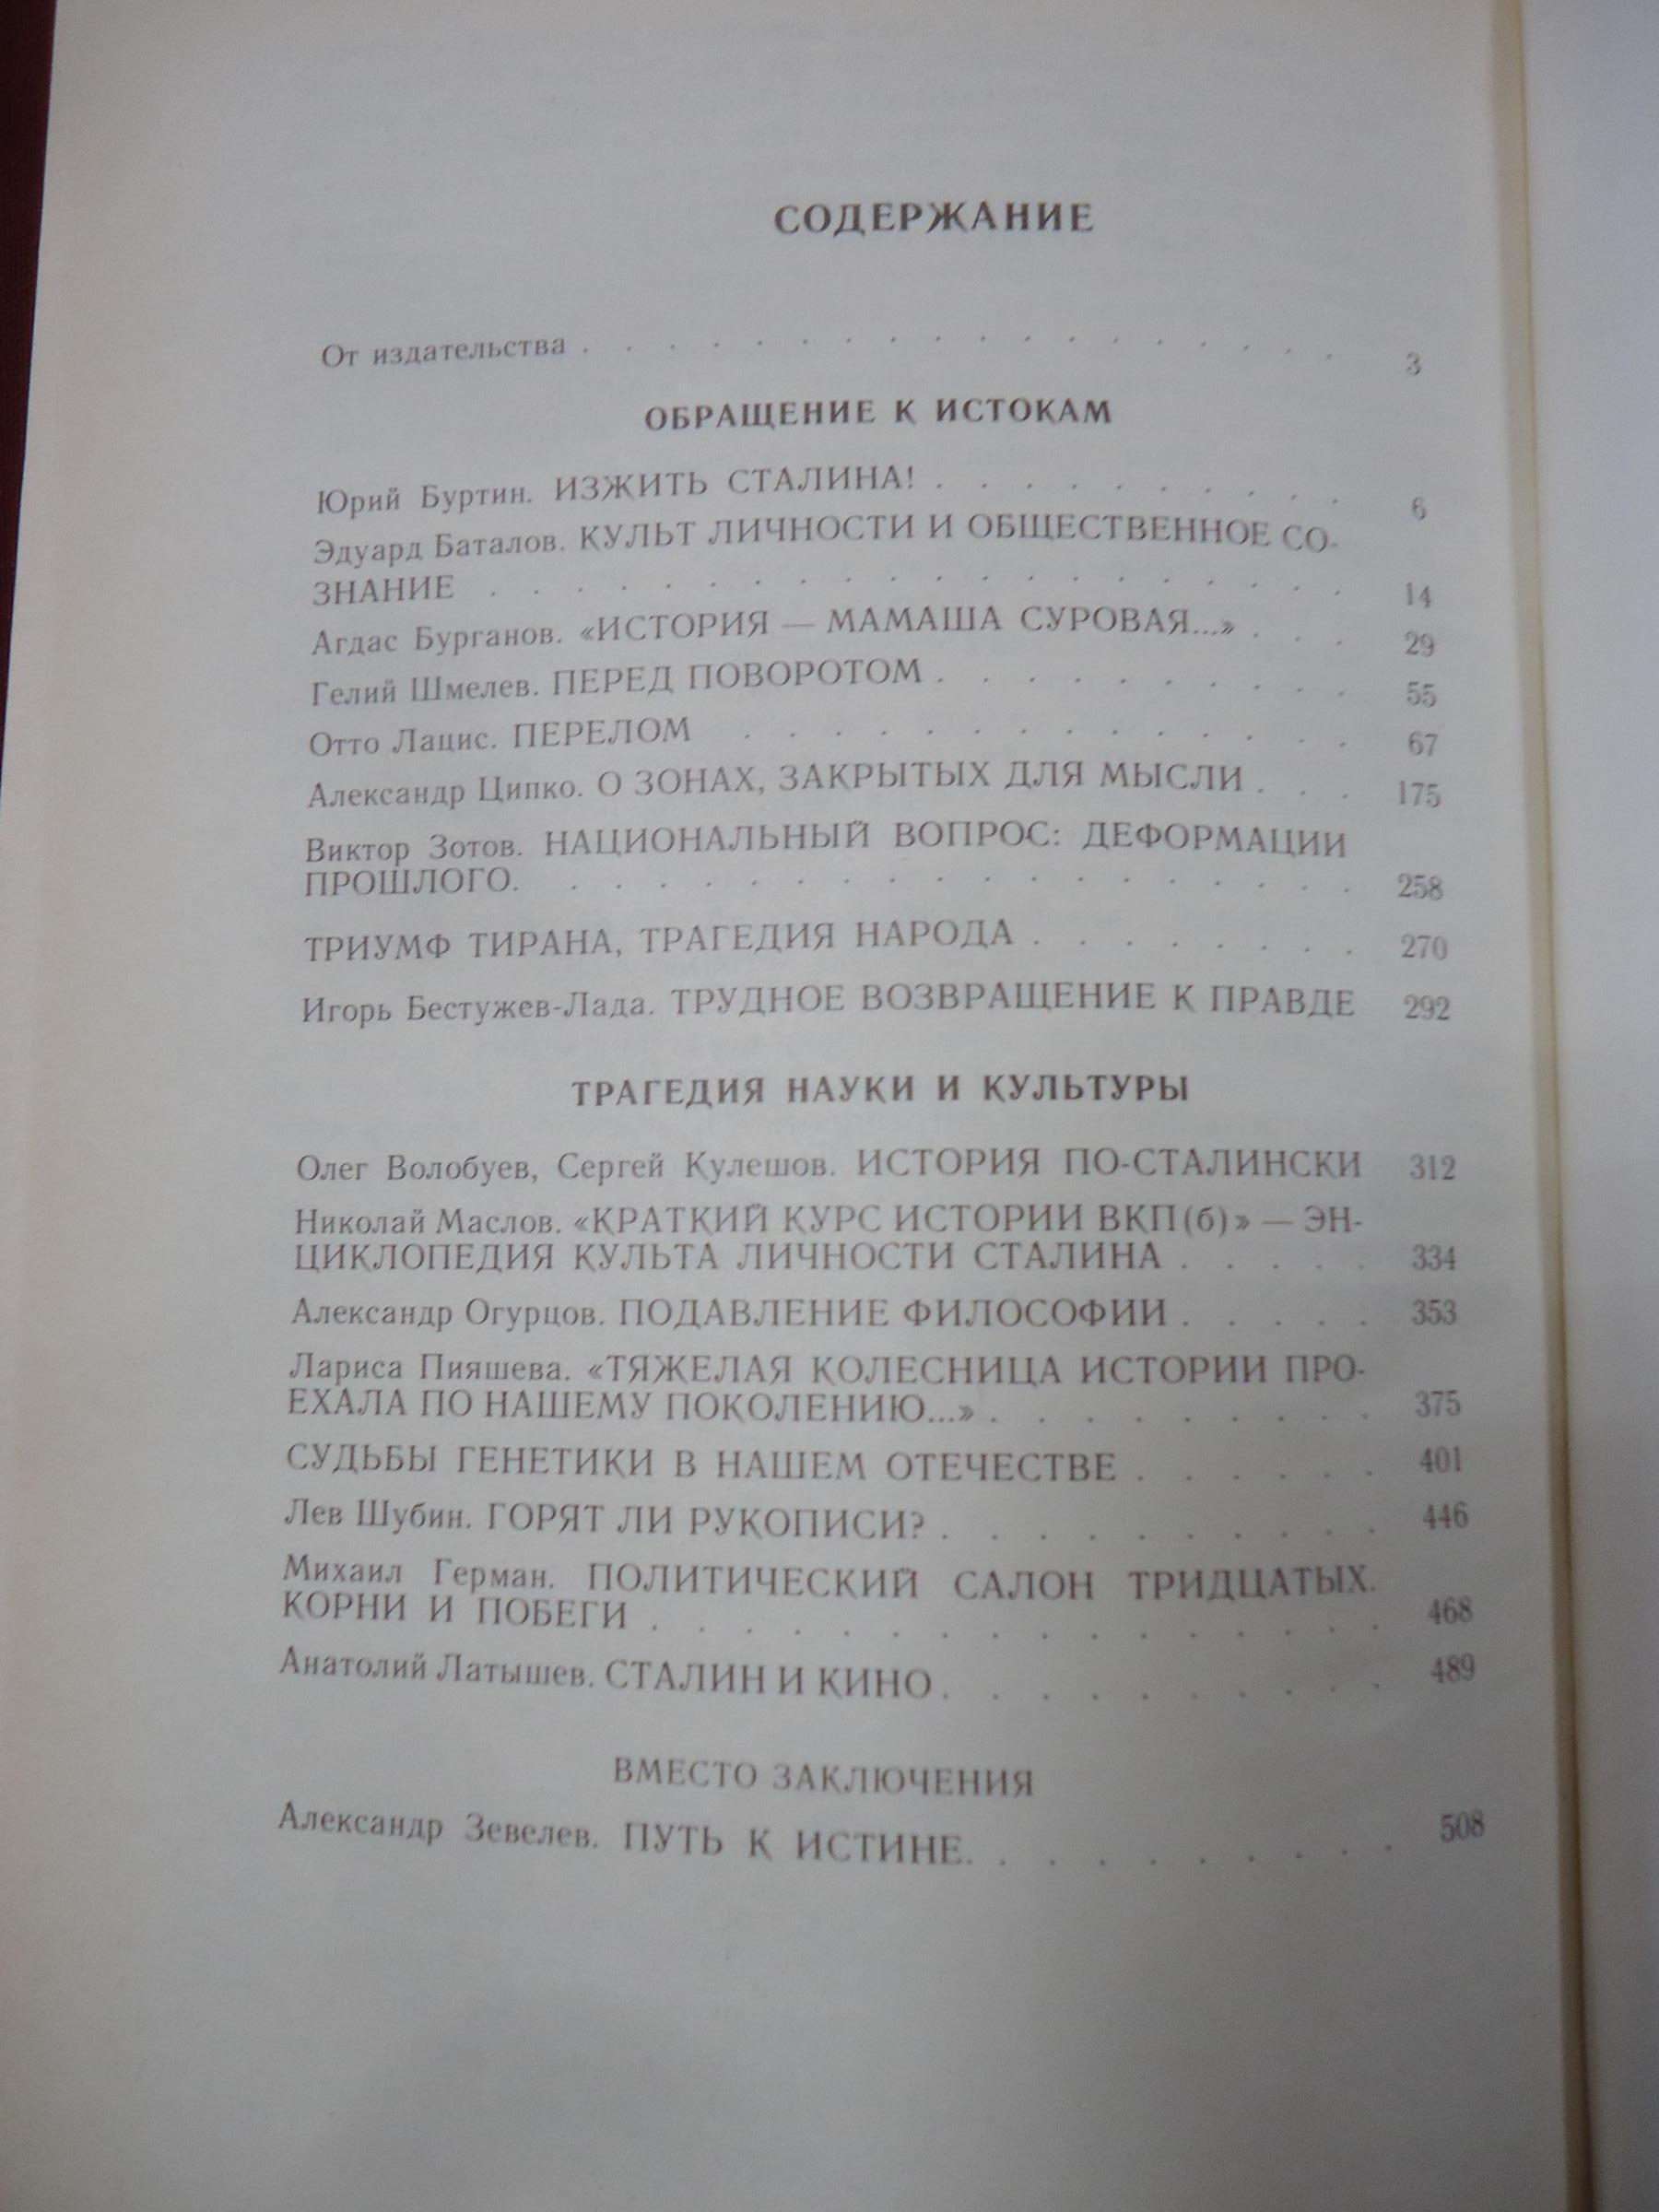 СОДЕРЖАНИЕ
От издательства . . . . . . . . . . . . . . . . . . 3
ОБРАЩЕНИЕ К ИСТОКАМ
Юрий Буртин. ИЗЖИТЬ СТАЛИНА! . . . . . . . . . . 6
Эдуард Баталов. КУЛЬТ ЛИЧНОСТИ И ОБЩЕСТВЕННОЕ СО-
ЗНАНИЕ . . . . . . . . . . . . . . . . . . . . 14
Агдас Бурганов. «ИСТОРИЯ — МАМАША СУРОВАЯ...» . . . 29
Гелий Шмелев. ПЕРЕД ПОВОРОТОМ . . . . . . . . . . 55
Отто Лацис. ПЕРЕЛОМ . . . . . . . . . . . . . . 67
Александр Ципко. О ЗОНАХ, ЗАКРЫТЫХ ДЛЯ МЫСЛИ . . . 175
Виктор Зотов. НАЦИОНАЛЬНЫЙ ВОПРОС: ДЕФОРМАЦИИ
ПРОШЛОГО. . . . . . . . . . . . . . . . . . . 258
ТРИУМФ ТИРАНА, ТРАГЕДИЯ НАРОДА . . . . . . . . 270
Игорь Бестужев-Лада. ТРУДНОЕ ВОЗВРАЩЕНИЕ К ПРАВДЕ 292
ТРАГЕДИЯ НАУКИ И КУЛЬТУРЫ
Олег Волобуев, Сергей Кулешов. ИСТОРИЯ ПО-СТАЛИНСКИ 312
Николай Маслов. «КРАТКИЙ КУРС ИСТОРИИ ВКП(б)» — ЭН-
ЦИКЛОПЕДИЯ КУЛЬТА ЛИЧНОСТИ СТАЛИНА . . . . . 334
Александр Огурцов. ПОДАВЛЕНИЕ ФИЛОСОФИИ . . . . . 353
Лариса Пияшева. «ТЯЖЕЛАЯ КОЛЕСНИЦА ИСТОРИИ ПРО-
ЕХАЛА ПО НАШЕМУ ПОКОЛЕНИЮ...» . . . . . . . . . 375
СУДЬБЫ ГЕНЕТИКИ В НАШЕМ ОТЕЧЕСТВЕ . . . . . . 401
Лев Шубин. ГОРЯТ ЛИ РУКОПИСИ? . . . . . . . . . . 446
Михаил Герман. ПОЛИТИЧЕСКИЙ САЛОН ТРИДЦАТЫХ.
КОРНИ И ПОБЕГИ . . . . . . . . . . . . . . . . 468
Анатолий Латышев. СТАЛИН И КИНО . . . . . . . . . . 489
ВМЕСТО ЗАКЛЮЧЕНИЯ
Александр Зевелев. ПУТЬ К ИСТИНЕ. . . . . . . . . . 508